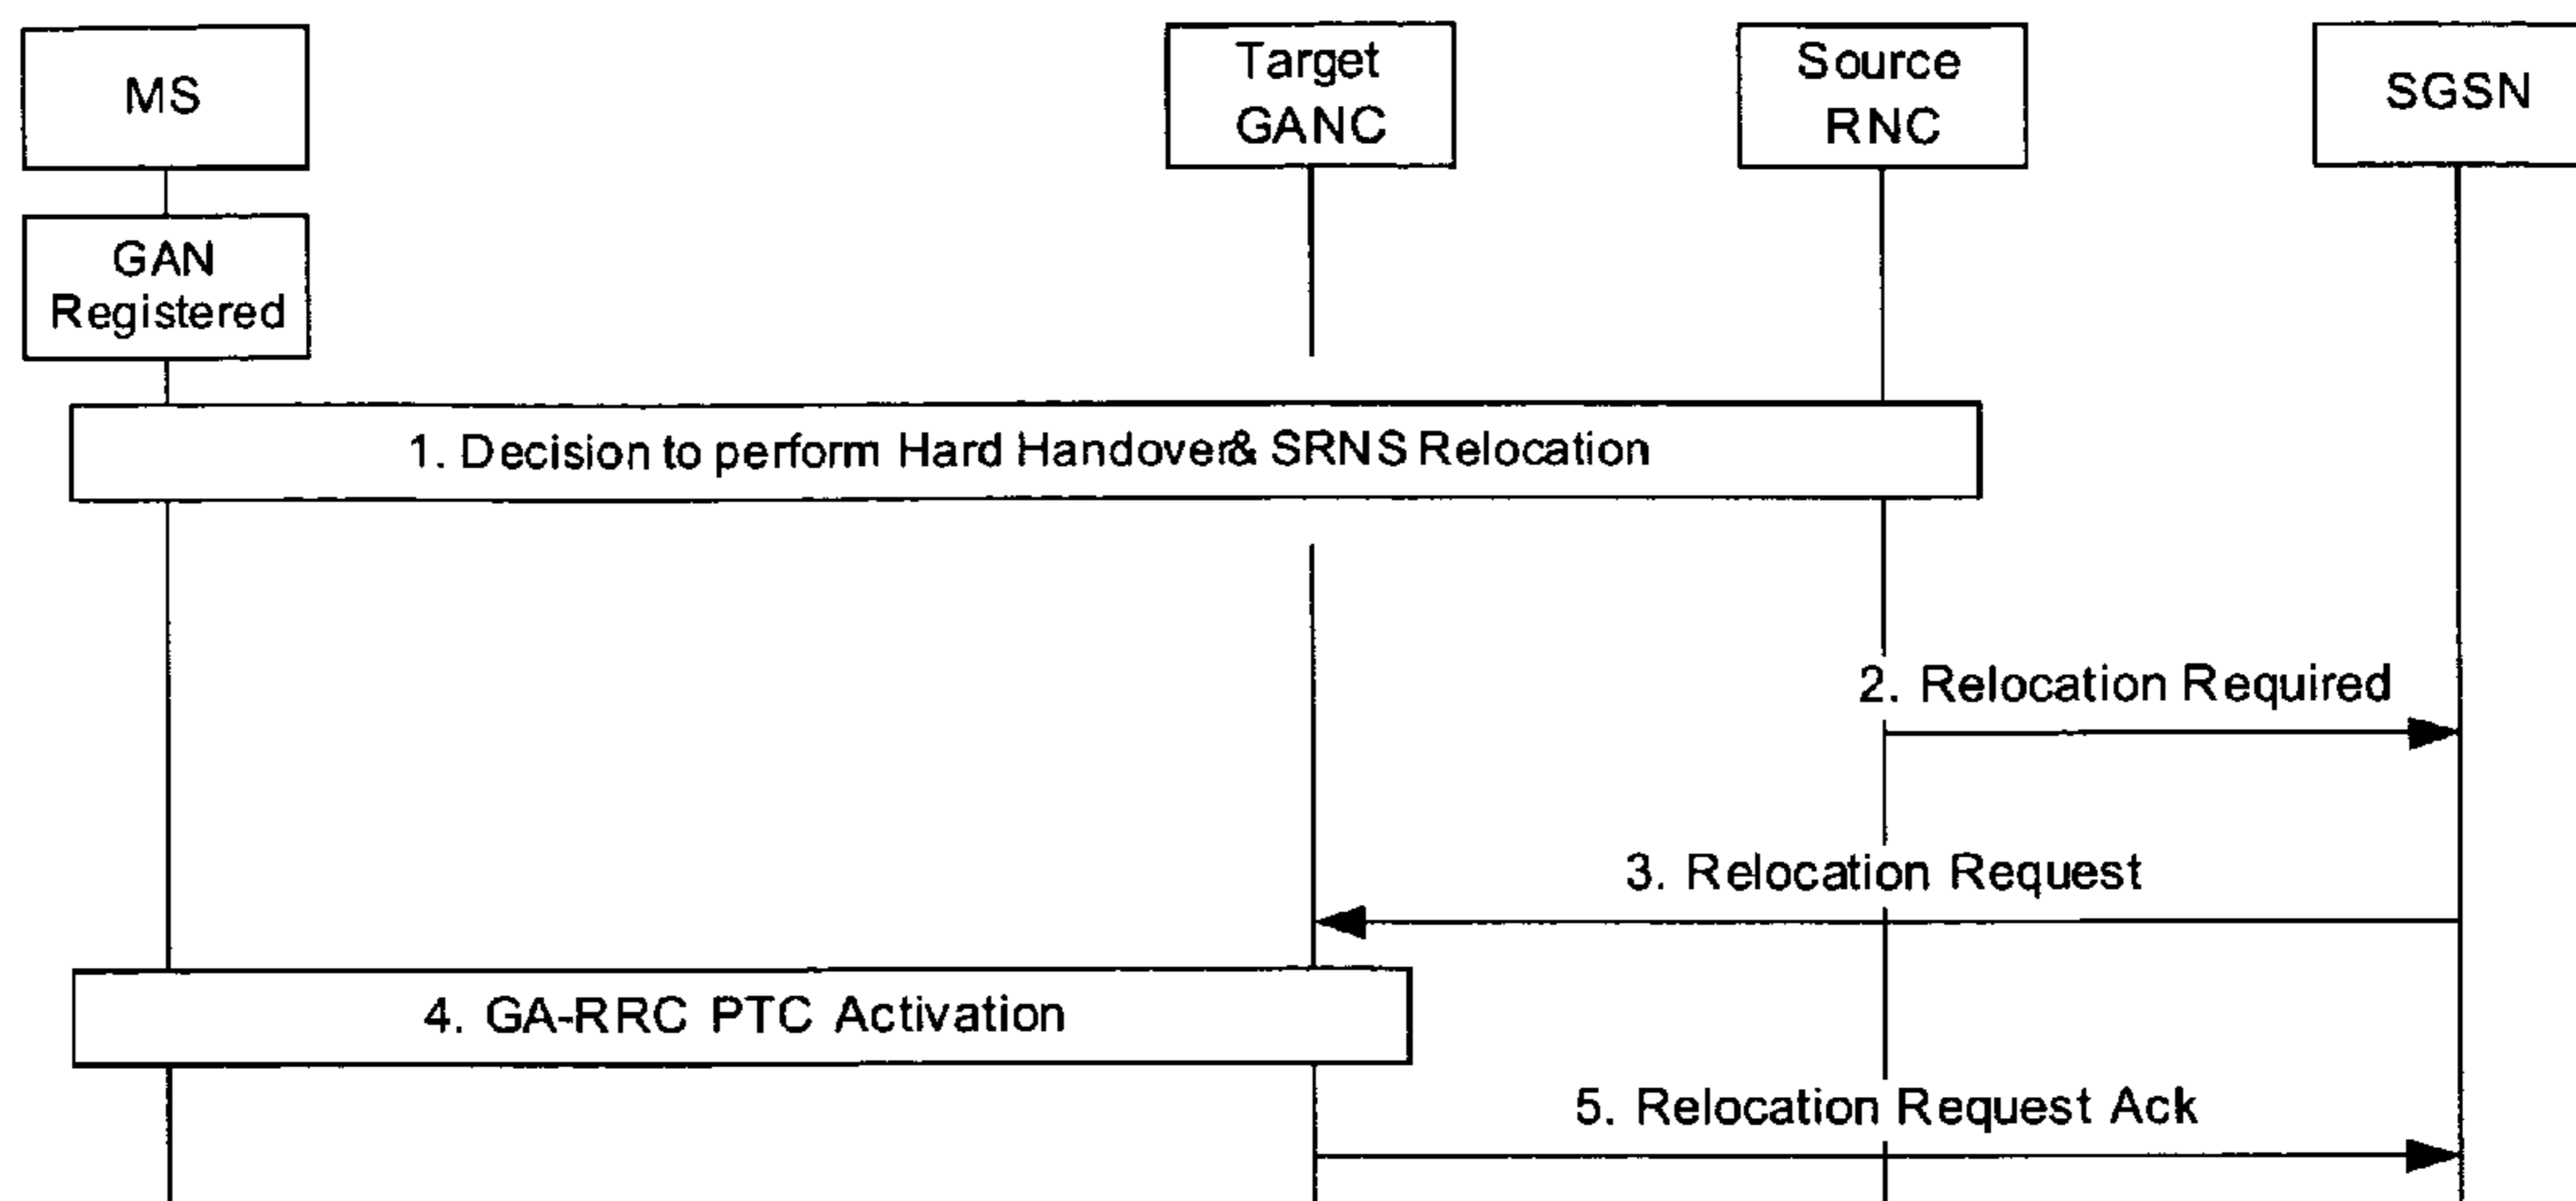 MS
Target
GANC
Source
RNC
SGSN
GAN
Registered
1. Decision to perform Hard Handover& SRNS Relocation
2. Relocation Required
3. Relocation Request
4. GA-RRC PTC Activation
5. Relocation Request Ack